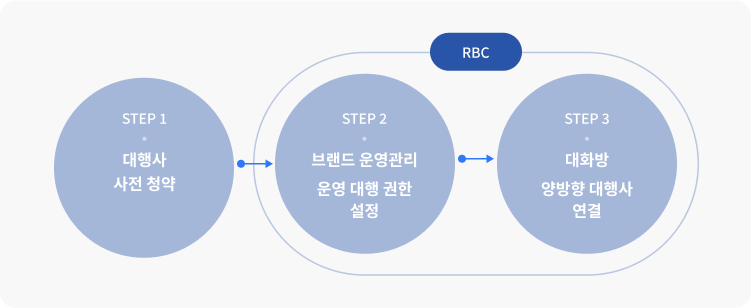 RBC
STEP 1
대행사
사전 청약
STEP 2
브랜드 운영관리
운영 대행 권한
설정
STEP 3
대화방
양방향 대행사
연결